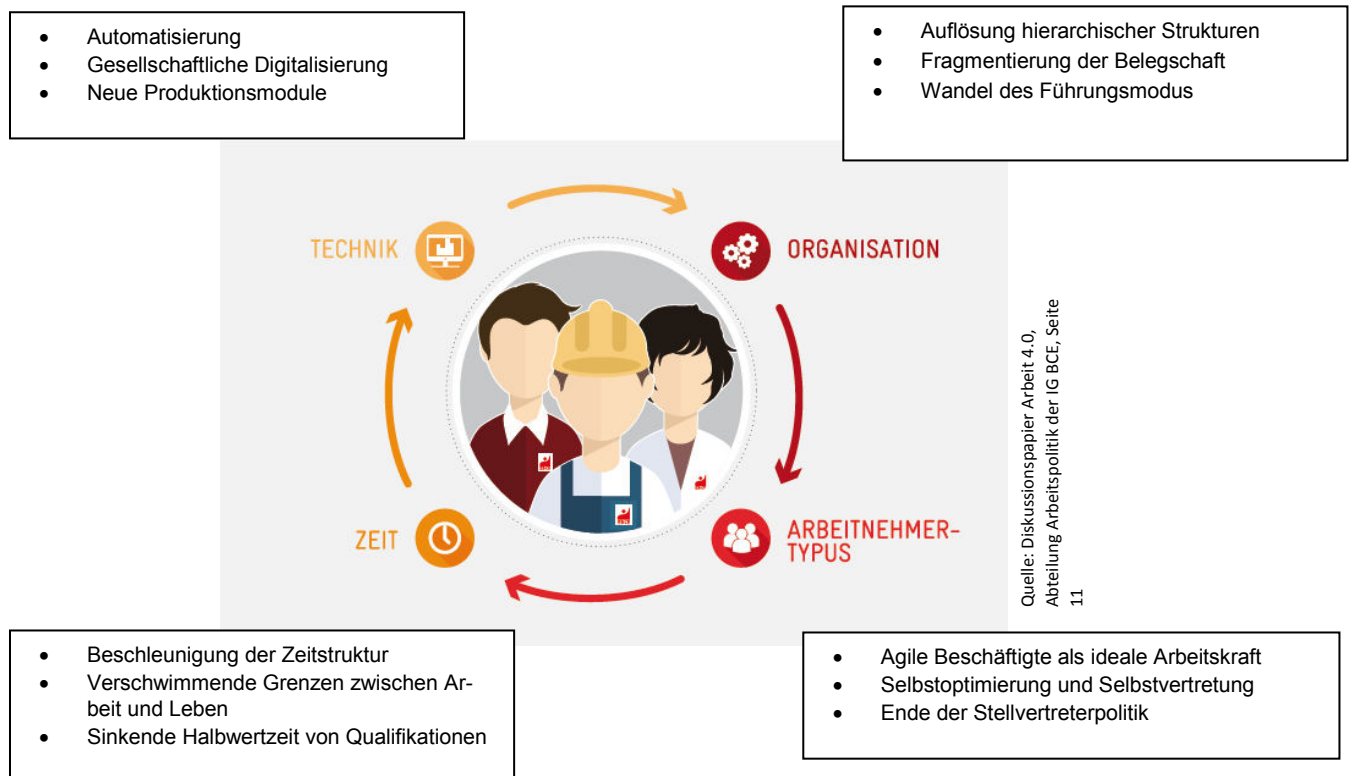 • Automatisierung
• Gesellschaftliche Digitalisierung
• Neue Produktionsmodule
• Auflösung hierarchischer Strukturen
• Fragmentierung der Belegschaft
• Wandel des Führungsmodus
TECHNIK
ORGANISATION
ZEIT
ARBEITNEHMER-
TYPUS
Quelle: Diskussionspapier Arbeit 4.0,
Abteilung Arbeitspolitik der IG BCE, Seite
11
• Beschleunigung der Zeitstruktur
• Verschwimmende Grenzen zwischen Ar-
beit und Leben
• Sinkende Halbwertzeit von Qualifikationen
• Agile Beschäftigte als ideale Arbeitskraft
• Selbstoptimierung und Selbstvertretung
• Ende der Stellvertreterpolitik